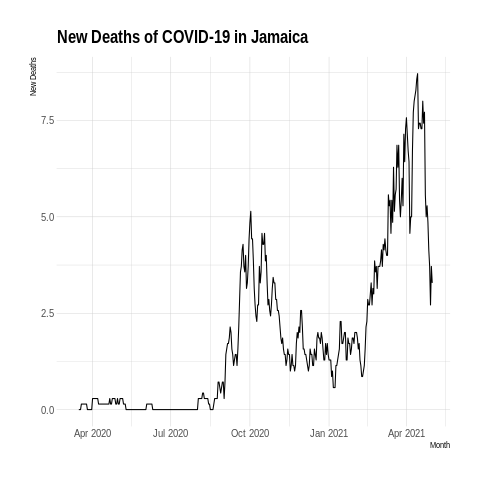 New Deaths of COVID-19 in Jamaica
New Deaths
7.5
5.0
2.5
0.0
Apr 2020 Jul 2020 Oct 2020 Jan 2021 Apr 2021
Month